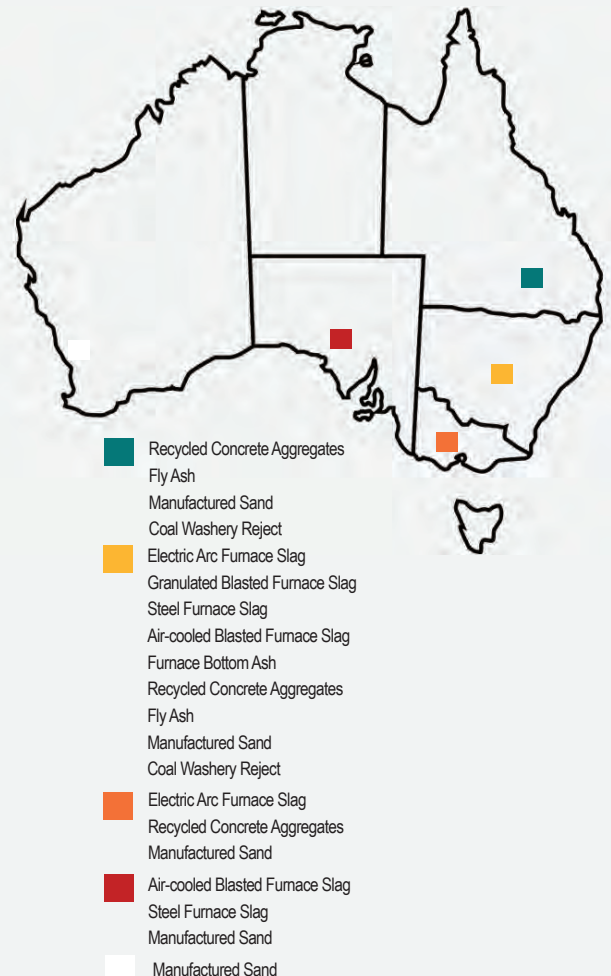 Recycled Concrete Aggregates
Fly Ash
Manufactured Sand
Coal Washery Reject
Electric Arc Furnace Slag
Granulated Blasted Furnace Slag
Steel Furnace Slag
Air-cooled Blasted Furnace Slag
Furnace Bottom Ash
Recycled Concrete Aggregates
Fly Ash
Manufactured Sand
Coal Washery Reject
Electric Arc Furnace Slag
Recycled Concrete Aggregates
Manufactured Sand
Air-cooled Blasted Furnace Slag
Steel Furnace Slag
Manufactured Sand
Manufactured Sand